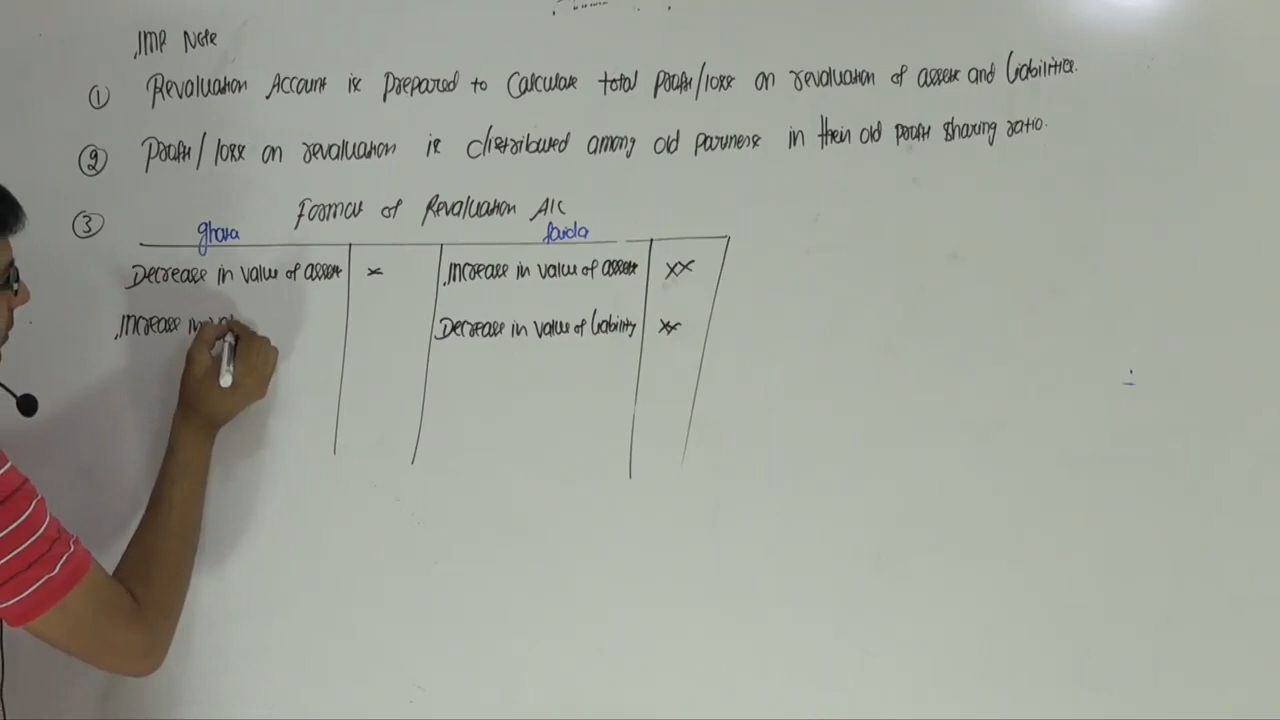 IMP Note
① Revaluation Account is prepared to calculate total profit/loss on revaluation of assets and liabilities.
② Profit/loss on revaluation is distributed among old partners in their old profit sharing ratio.
③ Format of Revaluation A/C
ghata faida
Decrease in value of asset x Increase in value of asset xx
Increase in Decrease in value of liability xx